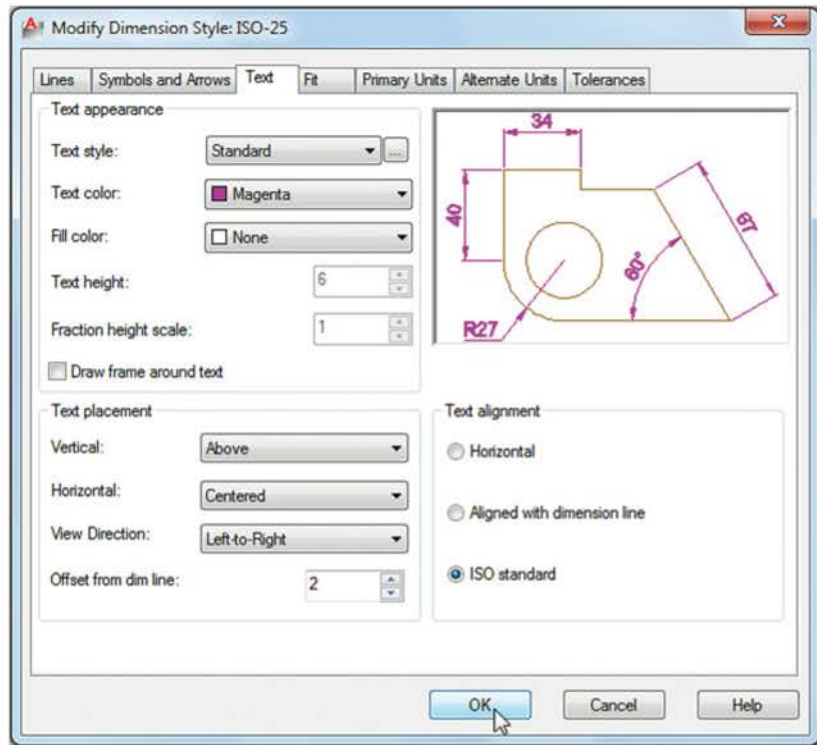 Modify Dimension Style: ISO-25
Lines
Symbols and Arrows
Text
Fit
Primary Units
Alternate Units
Tolerances
Text appearance
Text style:
Standard
...
Text color:
Magenta
Fill color:
None
Text height:
6
Fraction height scale:
1
Draw frame around text
34
40
67
60°
R27
Text placement
Vertical:
Above
Horizontal:
Centered
View Direction:
Left-to-Right
Offset from dim line:
2
Text alignment
Horizontal
Aligned with dimension line
ISO standard
OK
Cancel
Help